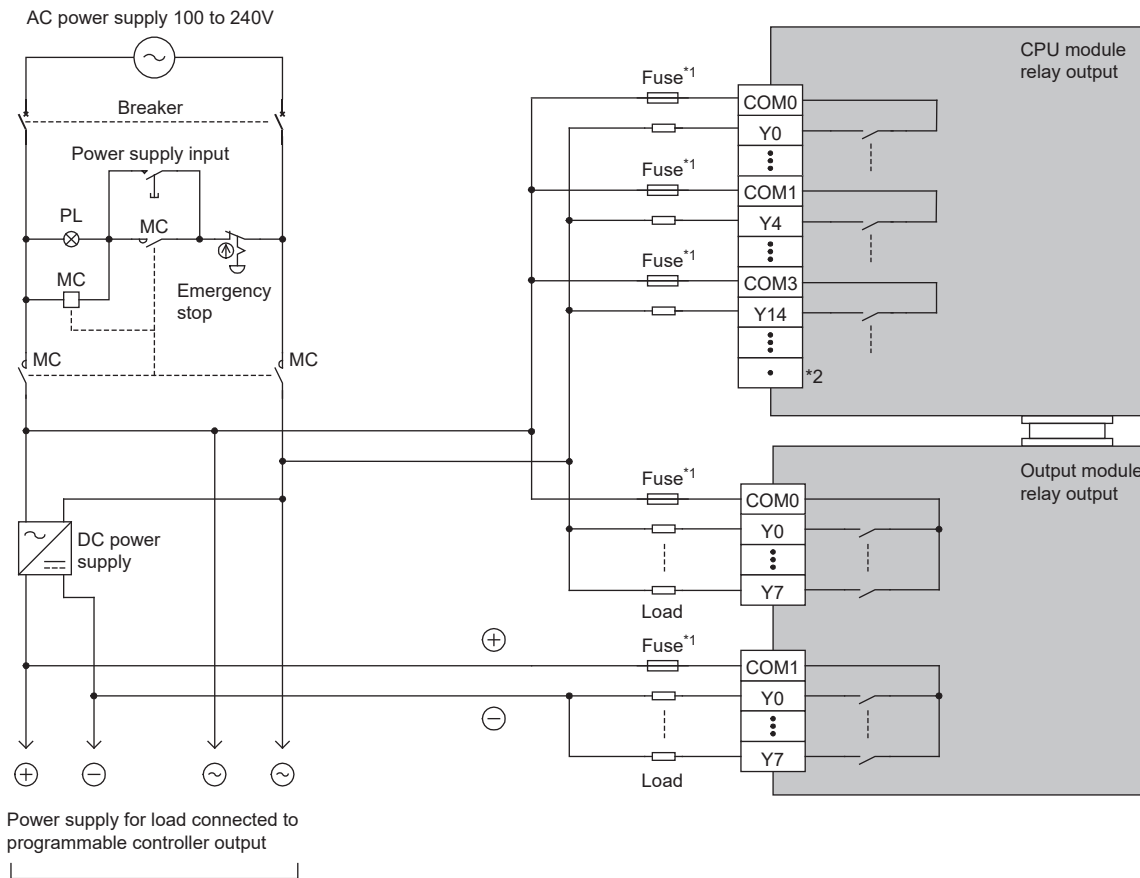 AC power supply 100 to 240V
Breaker
Power supply input
PL
MC
MC
Emergency
stop
MC
MC
DC power
supply
Power supply for load connected to
programmable controller output
CPU module
relay output
Fuse*1
COM0
Y0
Fuse*1
COM1
Y4
Fuse*1
COM3
Y14
*2
Output module
relay output
Fuse*1
COM0
Y0
Y7
Load
Fuse*1
COM1
Y0
Y7
Load